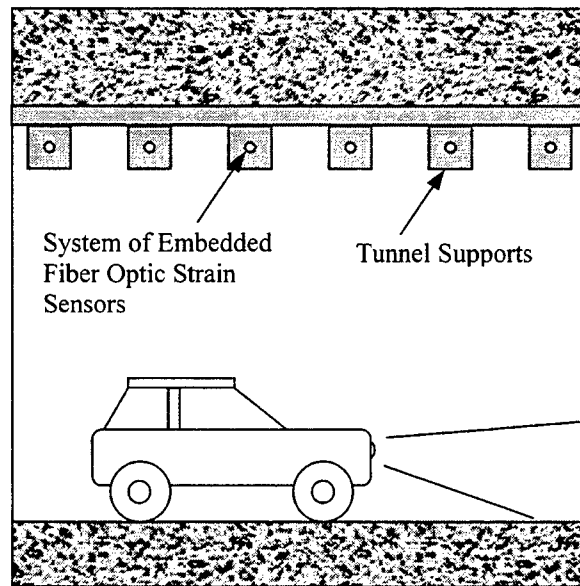 System of Embedded
Fiber Optic Strain
Sensors
Tunnel Supports